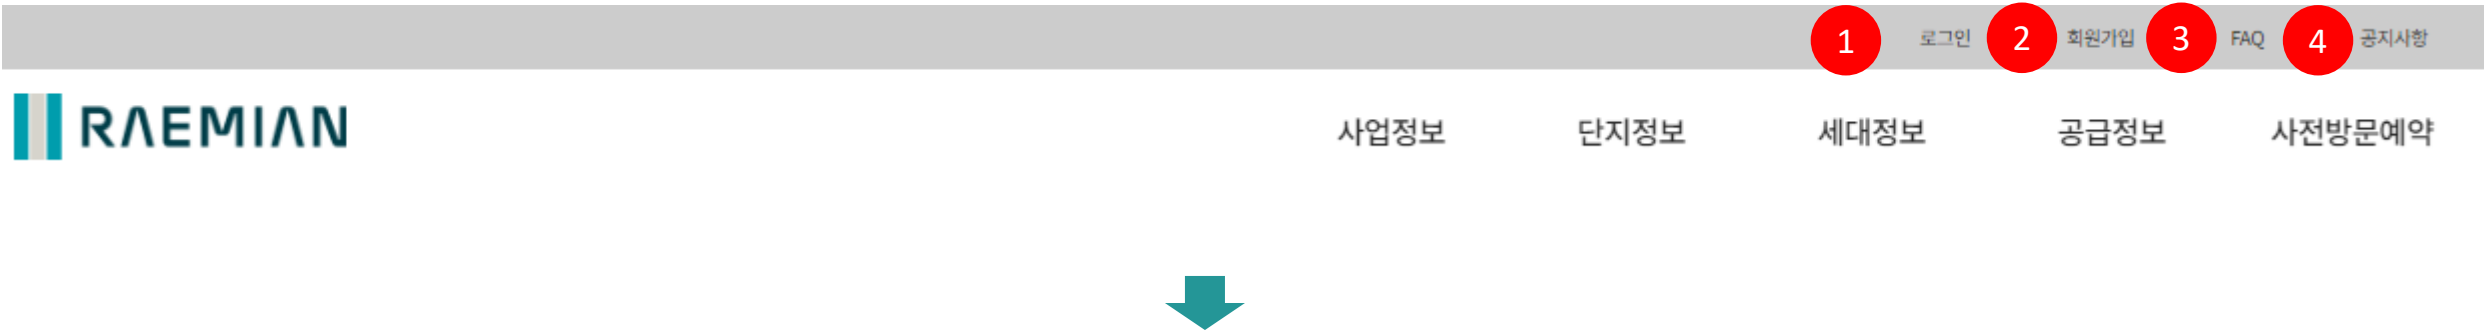 1 로그인 2 회원가입 3 FAQ 4 공지사항
RAEMIAN 사업정보 단지정보 세대정보 공급정보 사전방문예약